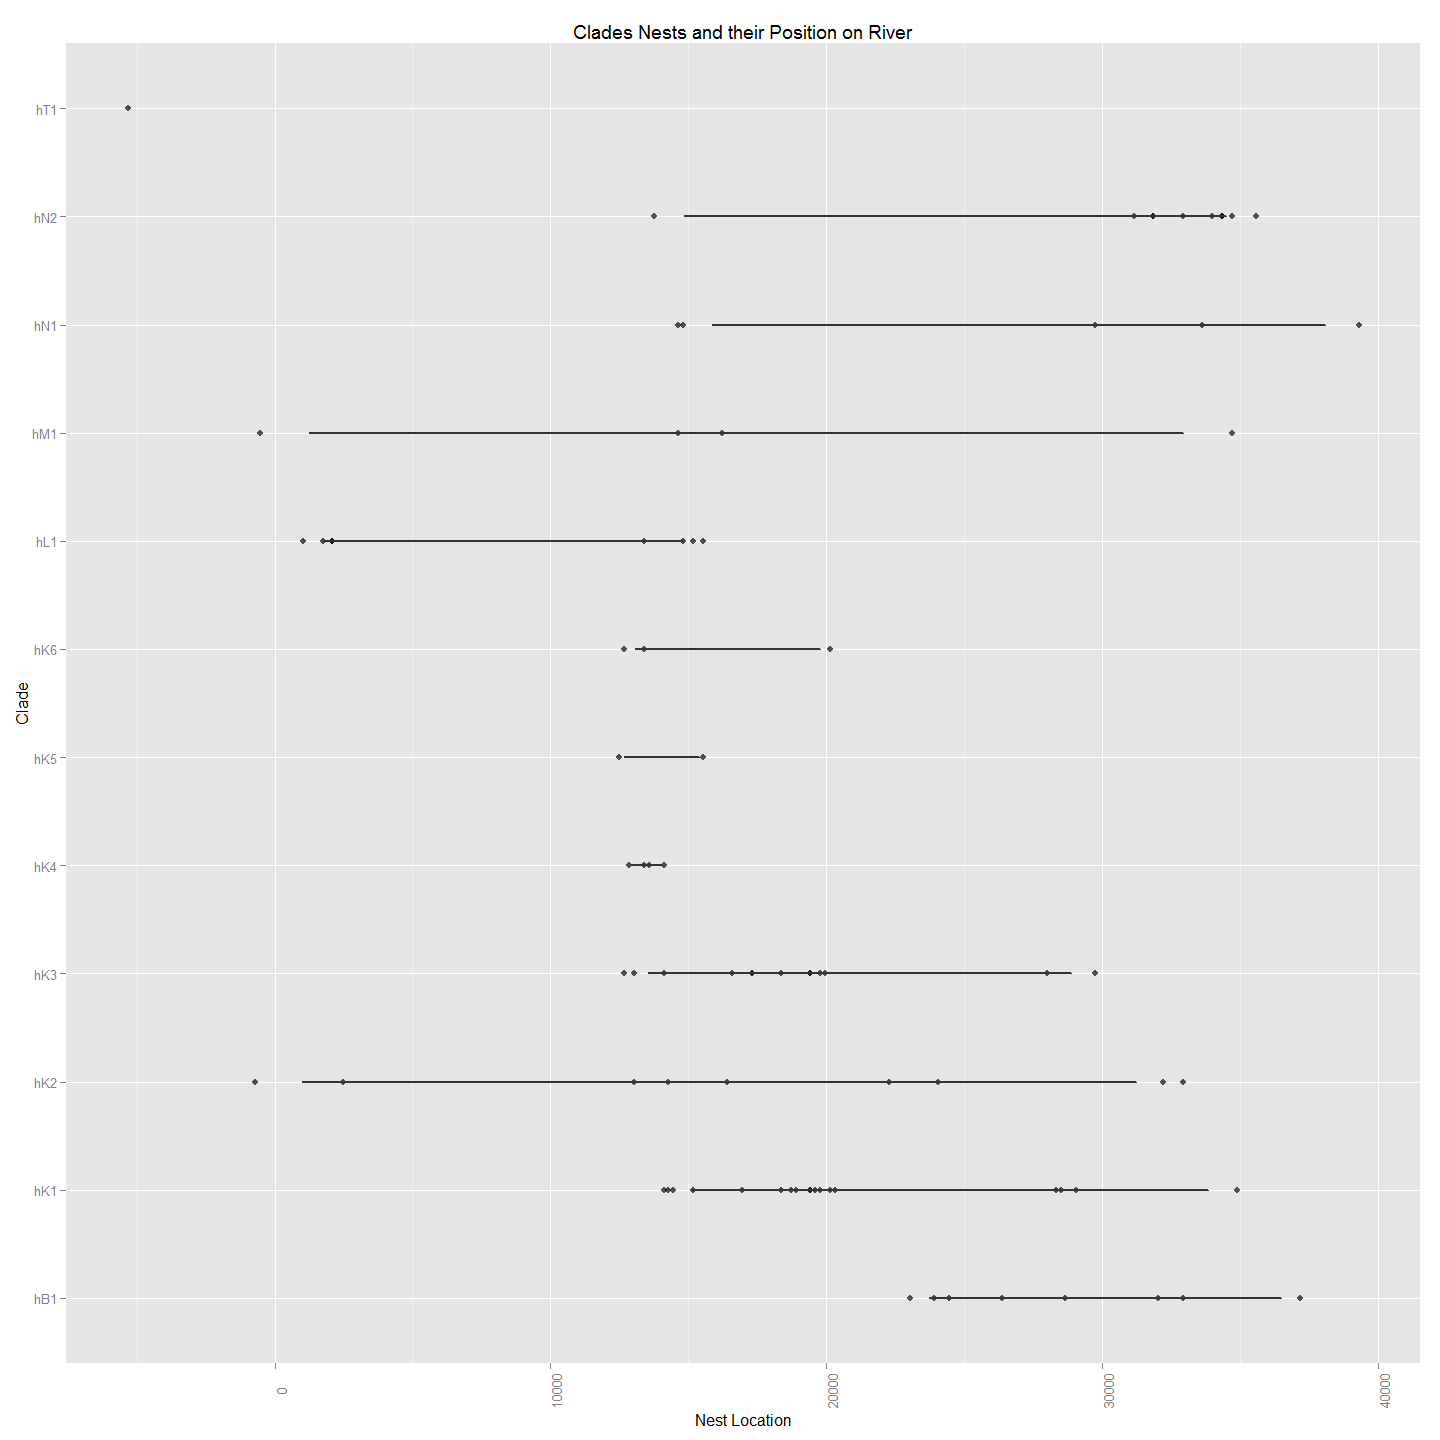 Clades Nests and their Position on River
hT1
hN2
hN1
hM1
hL1
hK6
hK5
hK4
hK3
hK2
hK1
hB1
Clade
0
10000
20000
30000
40000
Nest Location